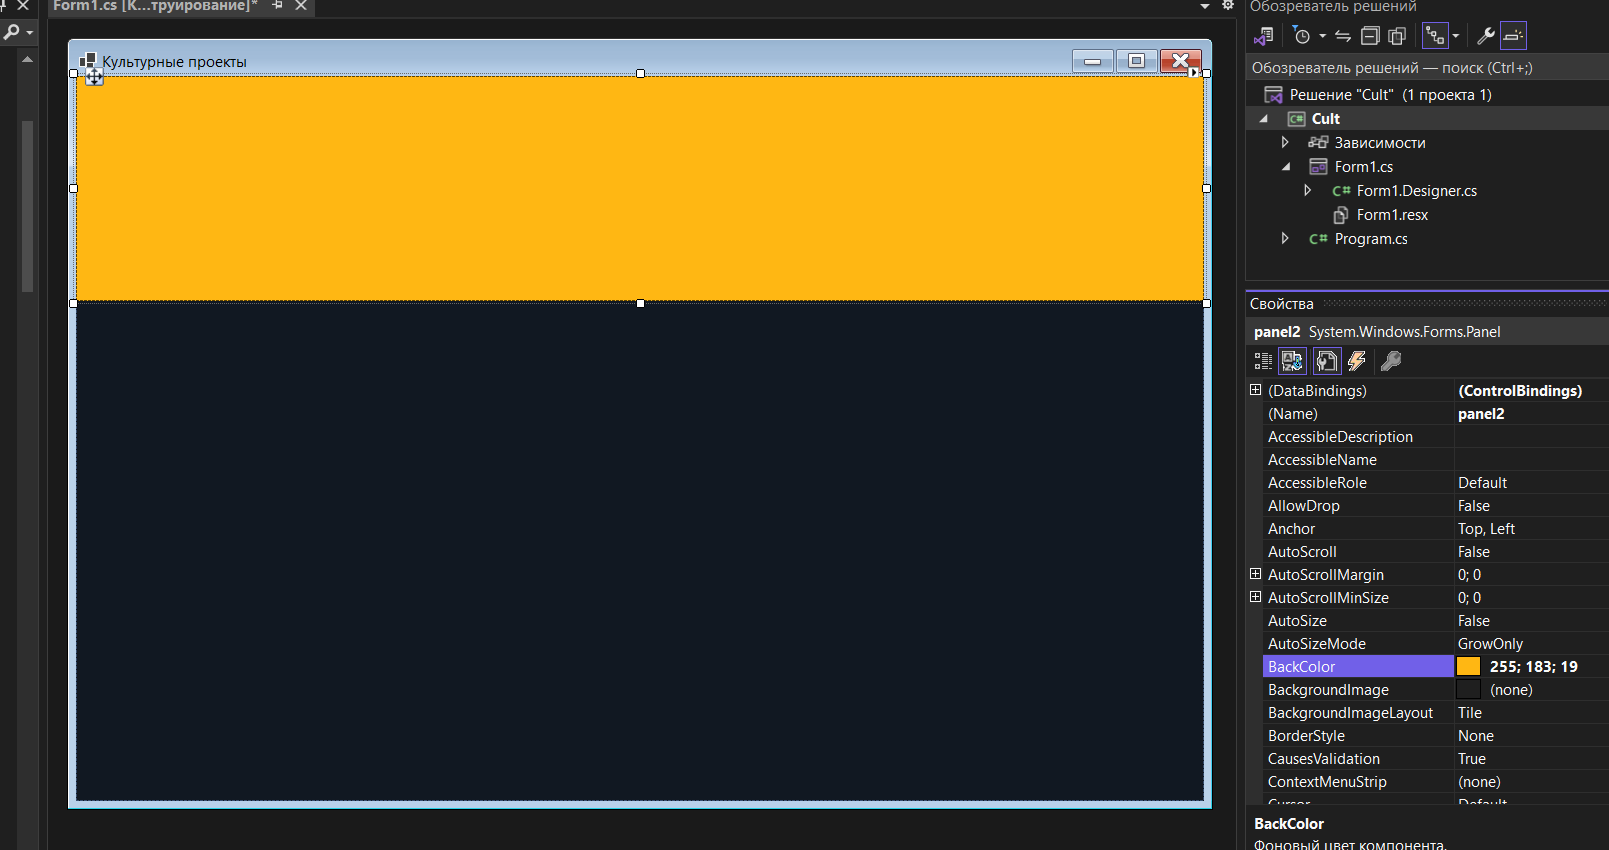 Form1.cs [К...труирование]*
Культурные проекты
Обозреватель решений
Обозреватель решений — поиск (Ctrl+;)
Решение "Cult" (1 проекта 1)
C# Cult
Зависимости
Form1.cs
C# Form1.Designer.cs
Form1.resx
C# Program.cs
Свойства
panel2 System.Windows.Forms.Panel
(DataBindings) (ControlBindings)
(Name) panel2
AccessibleDescription
AccessibleName
AccessibleRole Default
AllowDrop False
Anchor Top, Left
AutoScroll False
AutoScrollMargin 0; 0
AutoScrollMinSize 0; 0
AutoSize False
AutoSizeMode GrowOnly
BackColor 255; 183; 19
BackgroundImage (none)
BackgroundImageLayout Tile
BorderStyle None
CausesValidation True
ContextMenuStrip (none)
Cursor Default
BackColor
Фоновый цвет компонента.